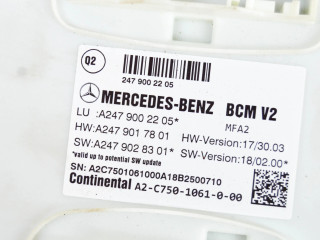 Q2
247 900 22 05
MERCEDES-BENZ BCM V2
LU :A247 900 22 05* MFA2
HW:A247 901 78 01 HW-Version:17/30.03
SW:A247 902 83 01* SW-Version:18/02.00*
*valid up to potential SW update
SN: A2C7501061000A18B2500710
Continental A2-C750-1061-0-00